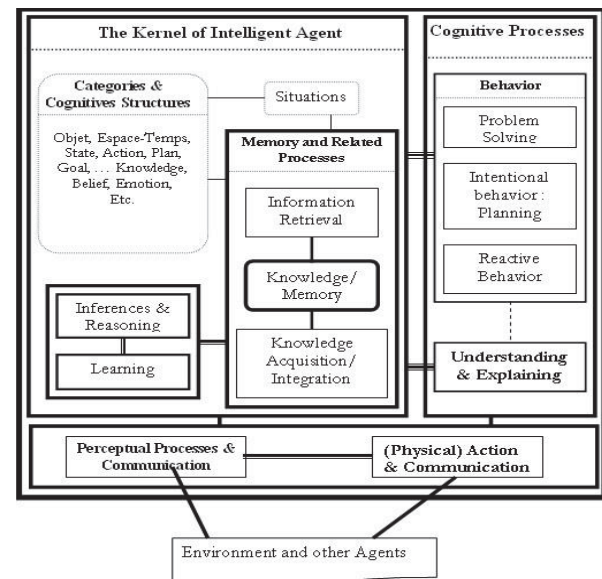 The Kernel of Intelligent Agent
Categories &
Cognitives Structures
Objet, Espace-Temps,
State, Action, Plan,
Goal, … Knowledge,
Belief, Emotion,
Etc.
Situations
Memory and Related
Processes
Information
Retrieval
Knowledge/
Memory
Knowledge
Acquisition/
Integration
Inferences &
Reasoning
Learning
Cognitive Processes
Behavior
Problem
Solving
Intentional
behavior :
Planning
Reactive
Behavior
Understanding
& Explaining
Perceptual Processes &
Communication
(Physical) Action
& Communication
Environment and other Agents